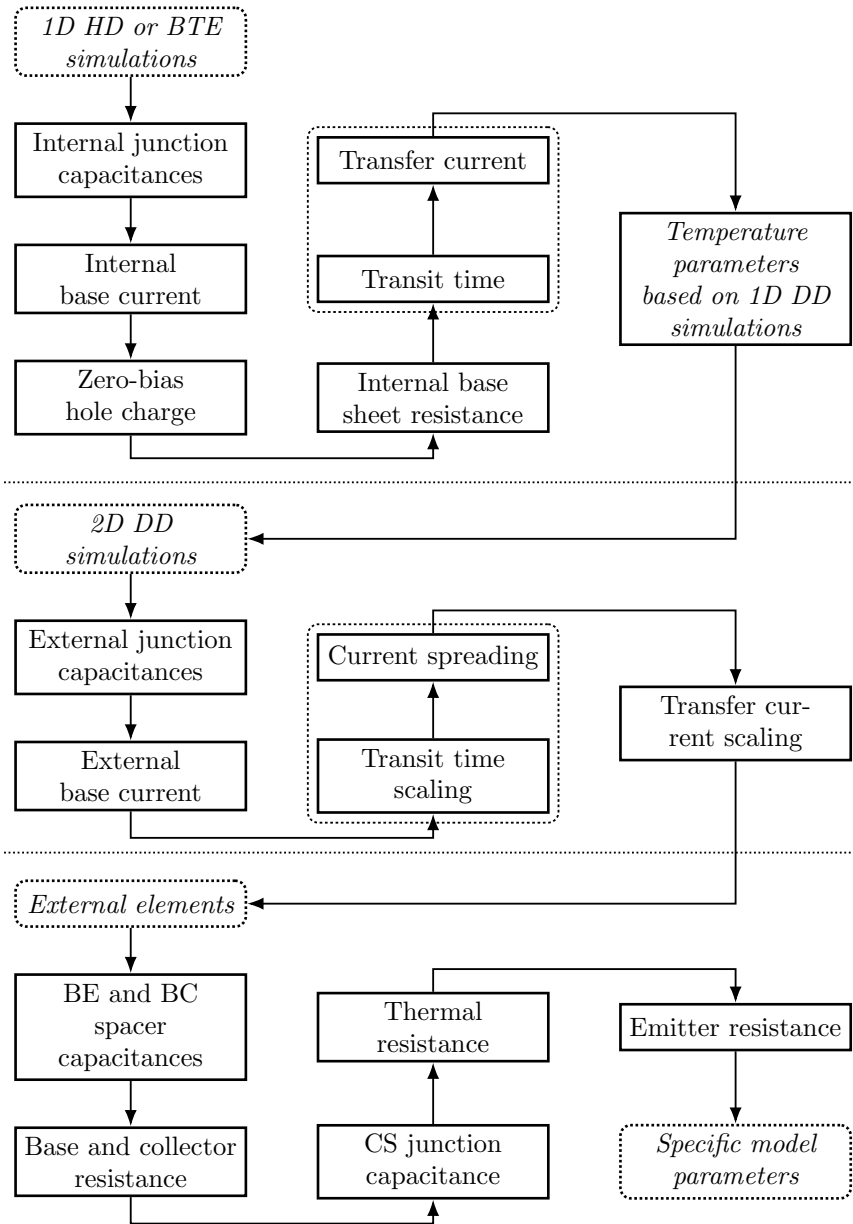 1D HD or BTE
simulations
Internal junction
capacitances
Internal
base current
Zero-bias
hole charge
Internal base
sheet resistance
Transit time
Transfer current
Temperature
parameters
based on 1D DD
simulations
2D DD
simulations
External junction
capacitances
External
base current
Transit time
scaling
Current spreading
Transfer cur-
rent scaling
External elements
BE and BC
spacer
capacitances
Base and collector
resistance
CS junction
capacitance
Thermal
resistance
Emitter resistance
Specific model
parameters